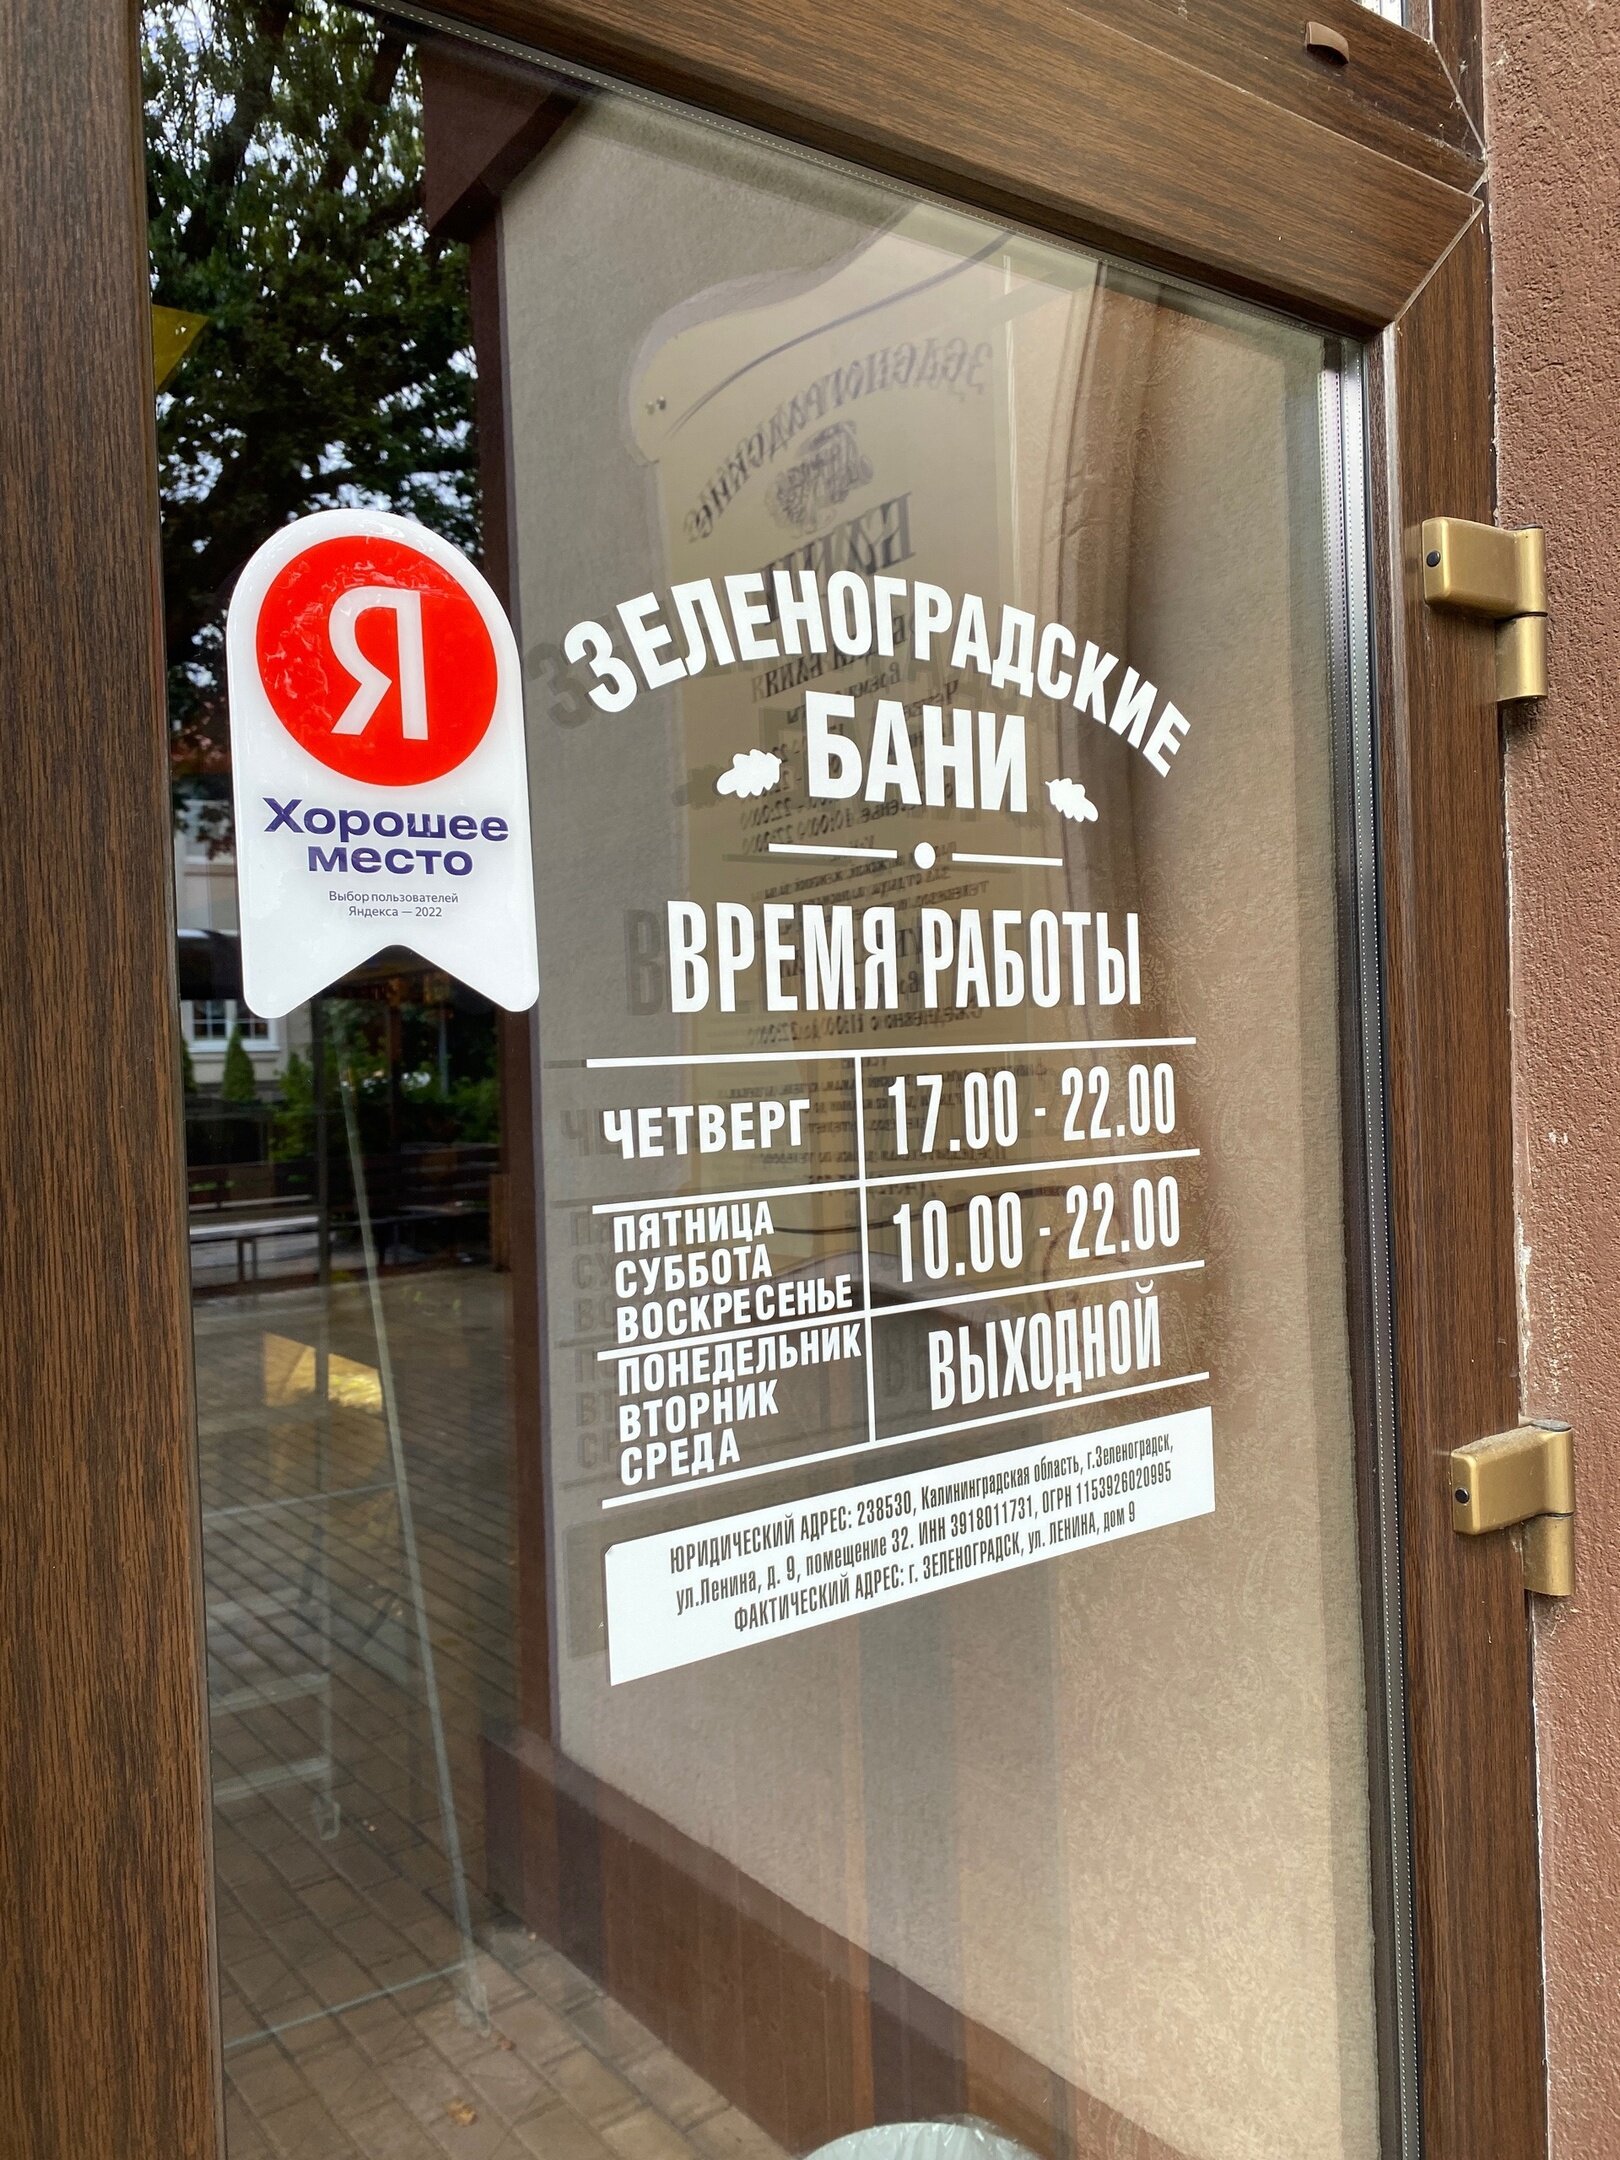 Я
Хорошее
место
Выбор пользователей
Яндекса — 2022
ЗЕЛЕНОГРАДСКИЕ
БАНИ
ВРЕМЯ РАБОТЫ
ЧЕТВЕРГ 17.00 - 22.00
ПЯТНИЦА
СУББОТА
ВОСКРЕСЕНЬЕ
10.00 - 22.00
ПОНЕДЕЛЬНИК
ВТОРНИК
СРЕДА
ВЫХОДНОЙ
ЮРИДИЧЕСКИЙ АДРЕС: 238530, Калининградская область, г.Зеленоградск,
ул.Ленина, д. 9, помещение 32. ИНН 3918011731, ОГРН 1153926020995
ФАКТИЧЕСКИЙ АДРЕС: г. ЗЕЛЕНОГРАДСК, ул. ЛЕНИНА, дом 9